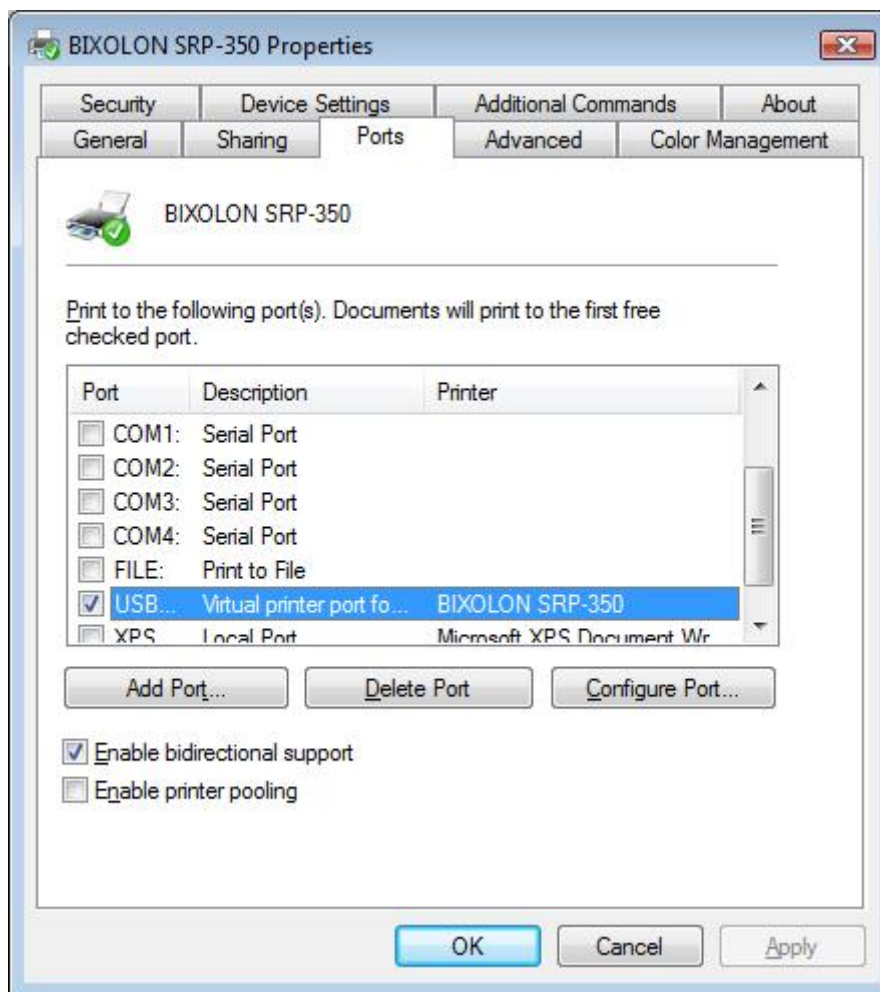 BIXOLON SRP-350 Properties
Security Device Settings Additional Commands About
General Sharing Ports Advanced Color Management
BIXOLON SRP-350
Print to the following port(s). Documents will print to the first free
checked port.
Port Description Printer
COM1: Serial Port
COM2: Serial Port
COM3: Serial Port
COM4: Serial Port
FILE: Print to File
USB... Virtual printer port fo... BIXOLON SRP-350
XPS Local Port Microsoft XPS Document Wr
Add Port... Delete Port Configure Port...
Enable bidirectional support
Enable printer pooling
OK Cancel Apply